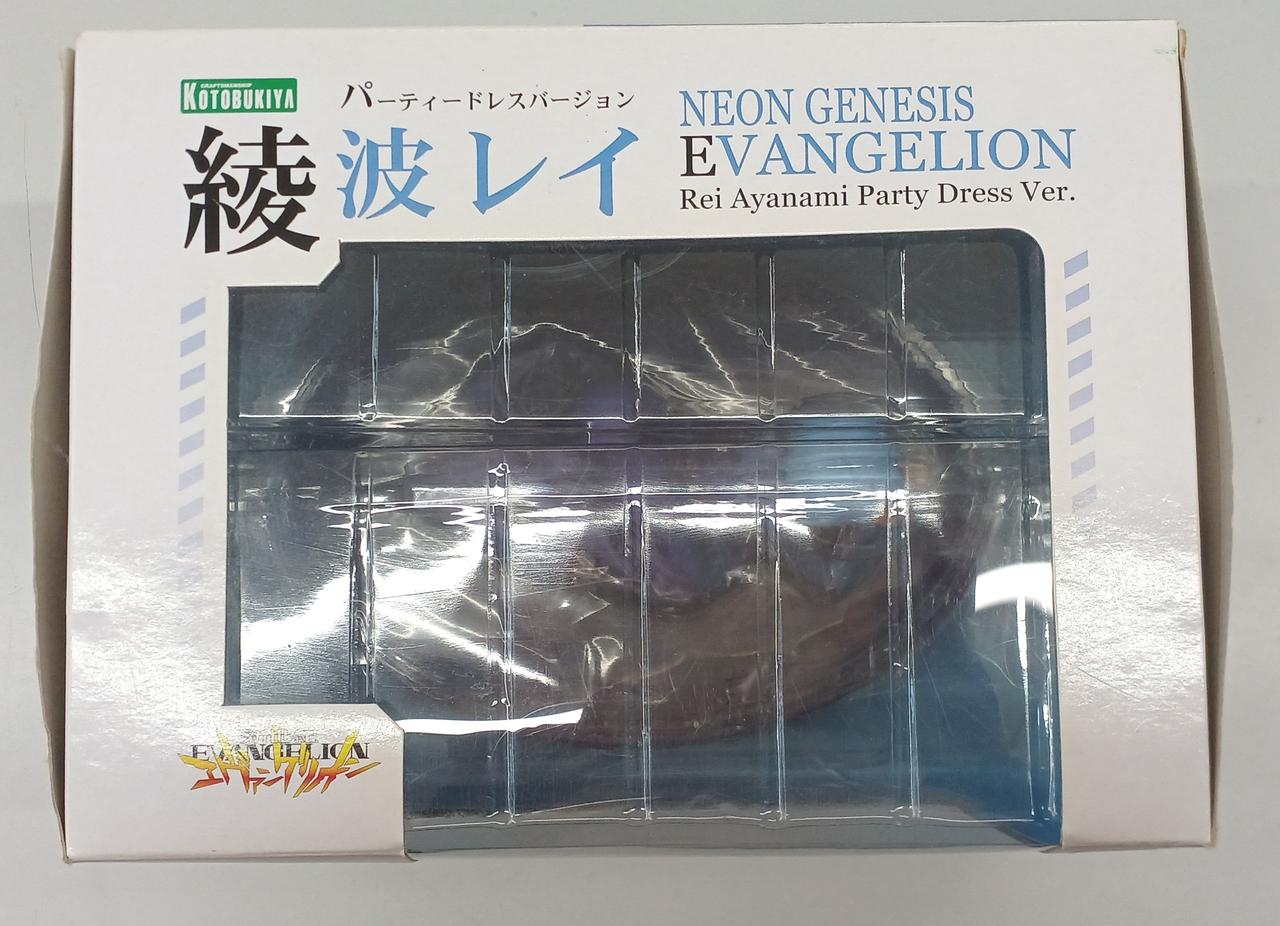 CRAFTSMANSHIP
KOTOBUKIYA
パーティードレスバージョン
綾波レイ
NEON GENESIS
EVANGELION
Rei Ayanami Party Dress Ver.
EVANGELION
エヴァンゲリオン